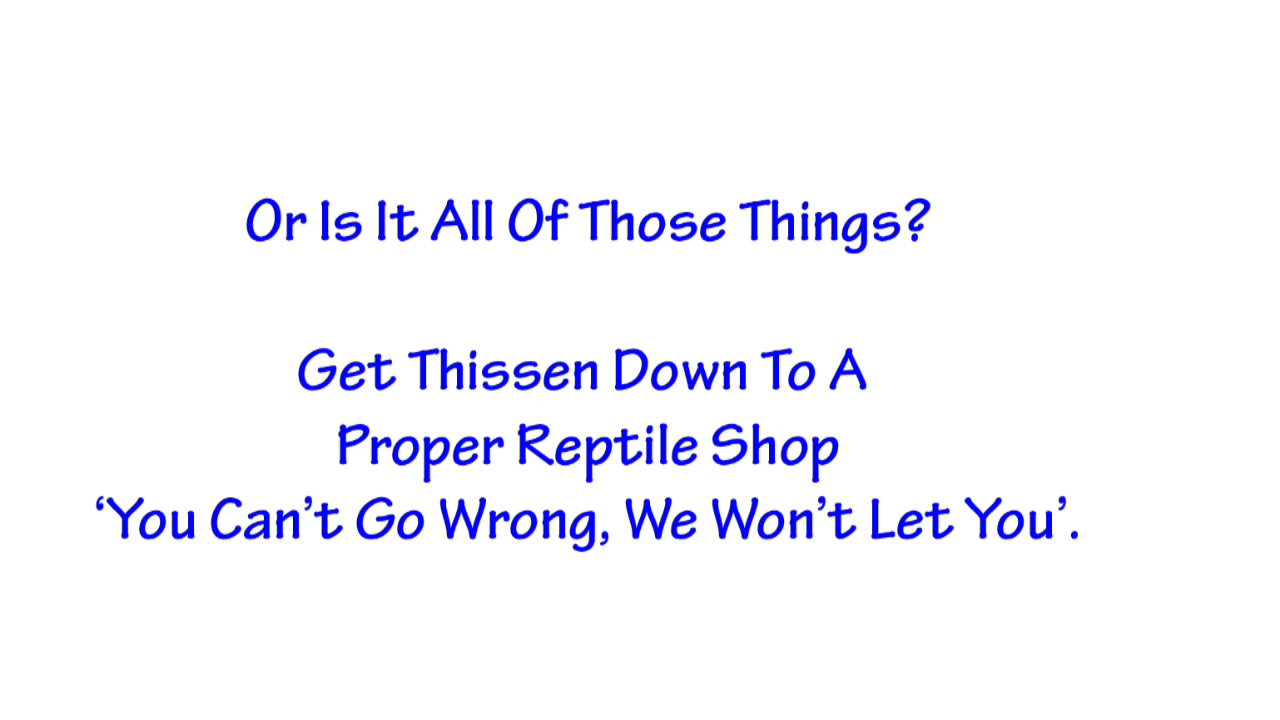 Or Is It All Of Those Things?
Get Thissen Down To A
Proper Reptile Shop
‘You Can’t Go Wrong, We Won’t Let You’.